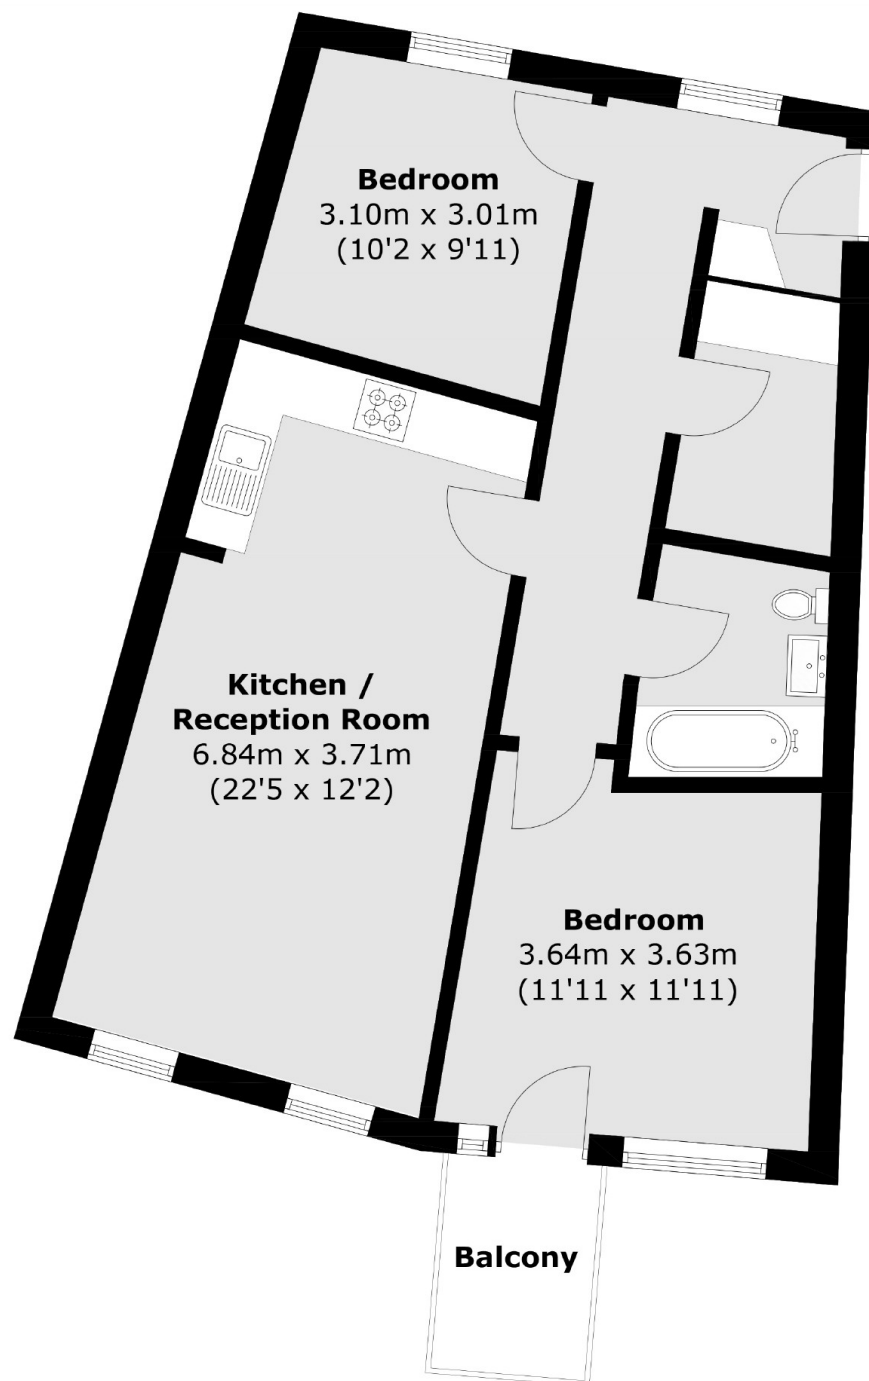 Bedroom
3.10m x 3.01m
(10'2 x 9'11)
Kitchen /
Reception Room
6.84m x 3.71m
(22'5 x 12'2)
Bedroom
3.64m x 3.63m
(11'11 x 11'11)
Balcony